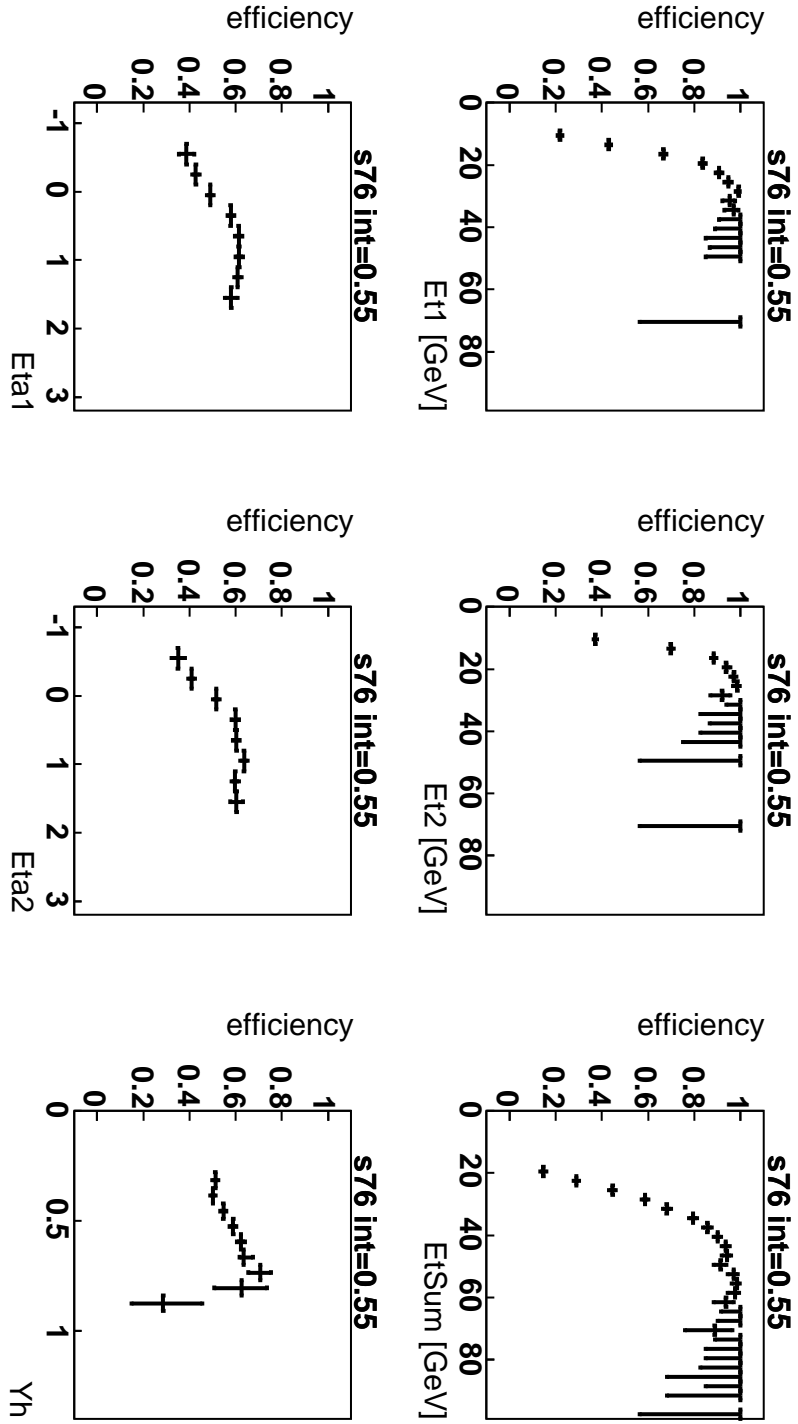 s76 int=0.55
efficiency
1
0.8
0.6
0.4
0.2
0
0 20 40 60 80
Et1 [GeV]
s76 int=0.55
efficiency
1
0.8
0.6
0.4
0.2
0
0 20 40 60 80
Et2 [GeV]
s76 int=0.55
efficiency
1
0.8
0.6
0.4
0.2
0
0 20 40 60 80
EtSum [GeV]
s76 int=0.55
efficiency
1
0.8
0.6
0.4
0.2
0
-1 0 1 2 3
Eta1
s76 int=0.55
efficiency
1
0.8
0.6
0.4
0.2
0
-1 0 1 2 3
Eta2
s76 int=0.55
efficiency
1
0.8
0.6
0.4
0.2
0
0 0.5 1
Yh